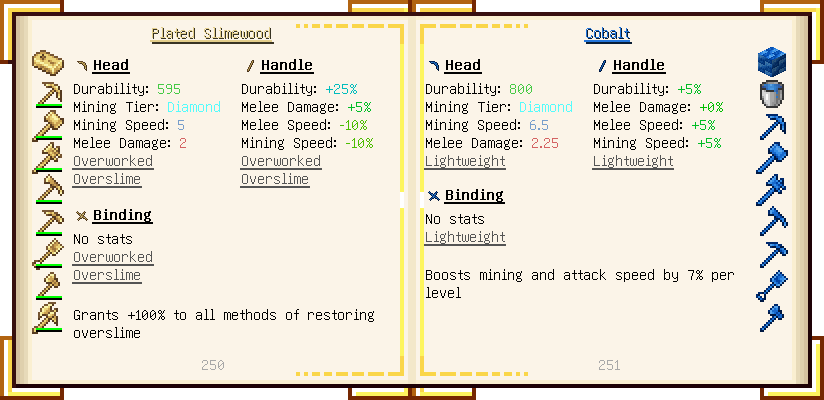 Plated Slimewood
Head
Durability: 595
Mining Tier: Diamond
Mining Speed: 5
Melee Damage: 2
Overworked
Overslime
Handle
Durability: +25%
Melee Damage: +5%
Melee Speed: -10%
Mining Speed: -10%
Overworked
Overslime
Binding
No stats
Overworked
Overslime
Grants +100% to all methods of restoring
overslime
250
Cobalt
Head
Durability: 800
Mining Tier: Diamond
Mining Speed: 6.5
Melee Damage: 2.25
Lightweight
Handle
Durability: +5%
Melee Damage: +0%
Melee Speed: +5%
Mining Speed: +5%
Lightweight
Binding
No stats
Lightweight
Boosts mining and attack speed by 7% per
level
251